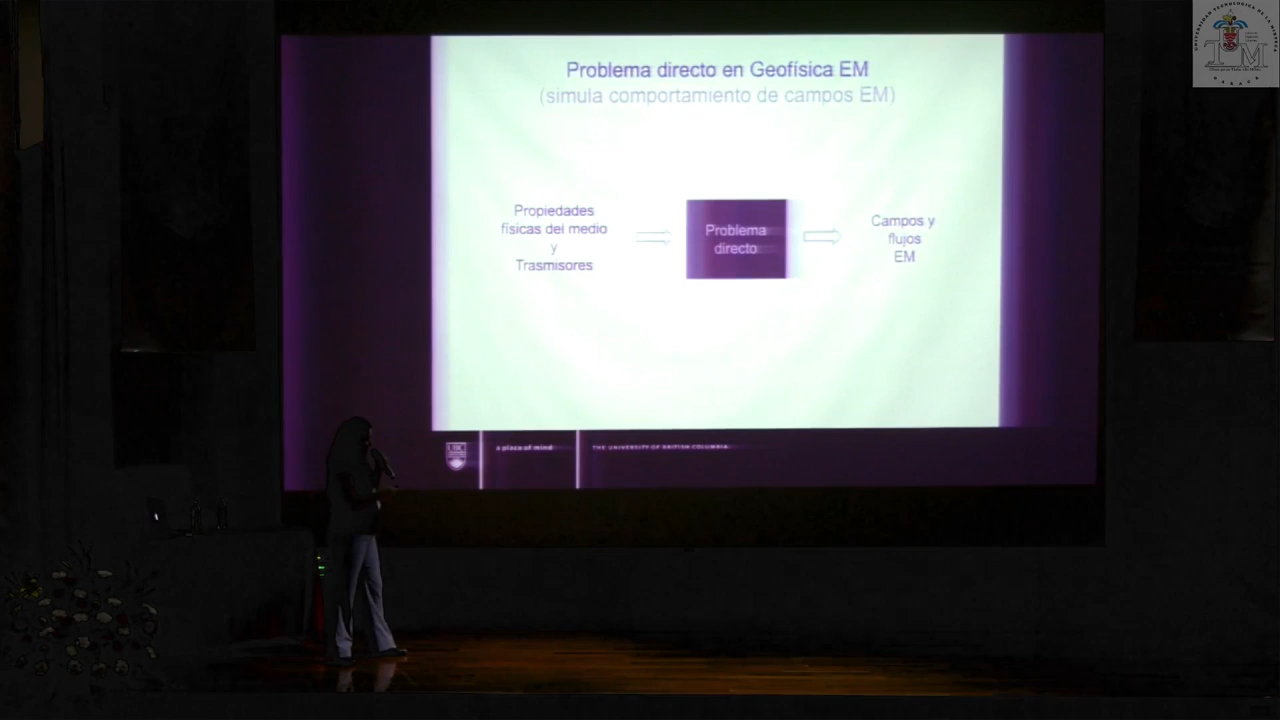 Problema directo en Geofísica EM
(simula comportamiento de campos EM)
Propiedades
físicas del medio
y
Trasmisores
Problema
directo
Campos y
flujos
EM
a place of mind
THE UNIVERSITY OF BRITISH COLUMBIA